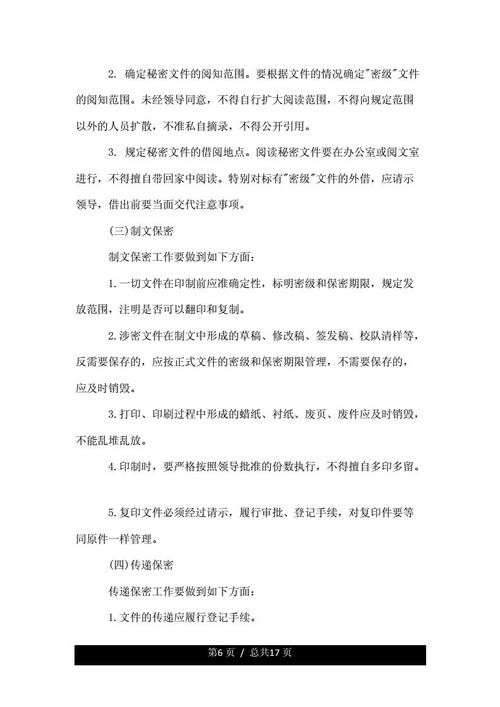 2. 确定秘密文件的阅知范围。要根据文件的情况确定"密级"文件
的阅知范围。未经领导同意，不得自行扩大阅读范围，不得向规定范围
以外的人员扩散，不准私自摘录，不得公开引用。
3. 规定秘密文件的借阅地点。阅读秘密文件要在办公室或阅文室
进行，不得擅自带回家中阅读。特别对标有"密级"文件的外借，应请示
领导，借出前要当面交代注意事项。
(三)制文保密
制文保密工作要做到如下方面：
1.一切文件在印制前应准确定性，标明密级和保密期限，规定发
放范围，注明是否可以翻印和复制。
2.涉密文件在制文中形成的草稿、修改稿、签发稿、校队清样等，
反需要保存的，应按正式文件的密级和保密期限管理，不需要保存的，
应及时销毁。
3.打印、印刷过程中形成的蜡纸、衬纸、废页、废件应及时销毁，
不能乱堆乱放。
4.印制时，要严格按照领导批准的份数执行，不得擅自多印多留。
5.复印文件必须经过请示，履行审批、登记手续，对复印件要等
同原件一样管理。
(四)传递保密
传递保密工作要做到如下方面：
1.文件的传递应履行登记手续。
第6 页 / 总共17 页